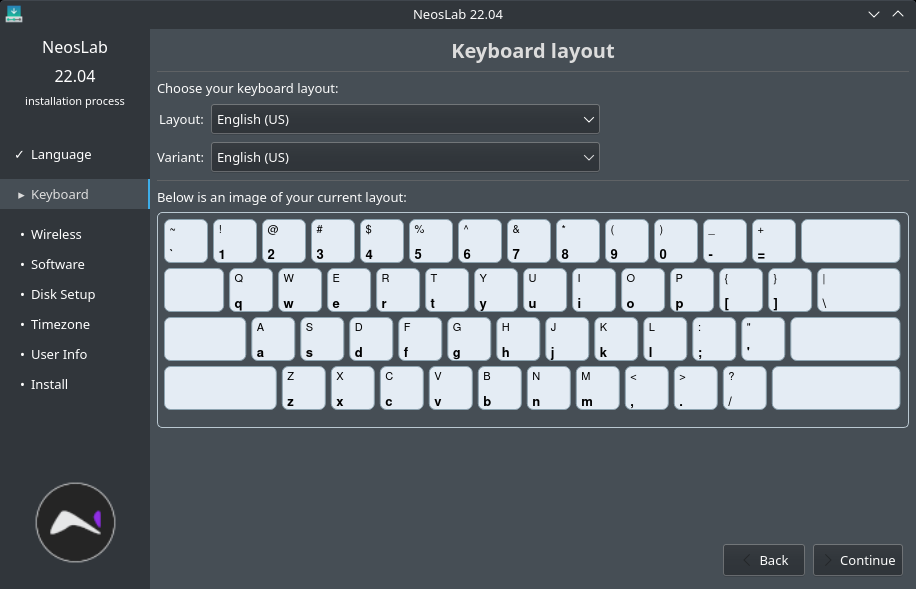 NeosLab 22.04
NeosLab
22.04
installation process
✓ Language
▸ Keyboard
• Wireless
• Software
• Disk Setup
• Timezone
• User Info
• Install
Keyboard layout
Choose your keyboard layout:
Layout: English (US)
Variant: English (US)
Below is an image of your current layout:
~ ! @ # $ % ^ & * ( ) _ +
` 1 2 3 4 5 6 7 8 9 0 - =
Q W E R T Y U I O P { } |
q w e r t y u i o p [ ] \
A S D F G H J K L : "
a s d f g h j k l ; '
Z X C V B N M < > ?
z x c v b n m , . /
Back Continue